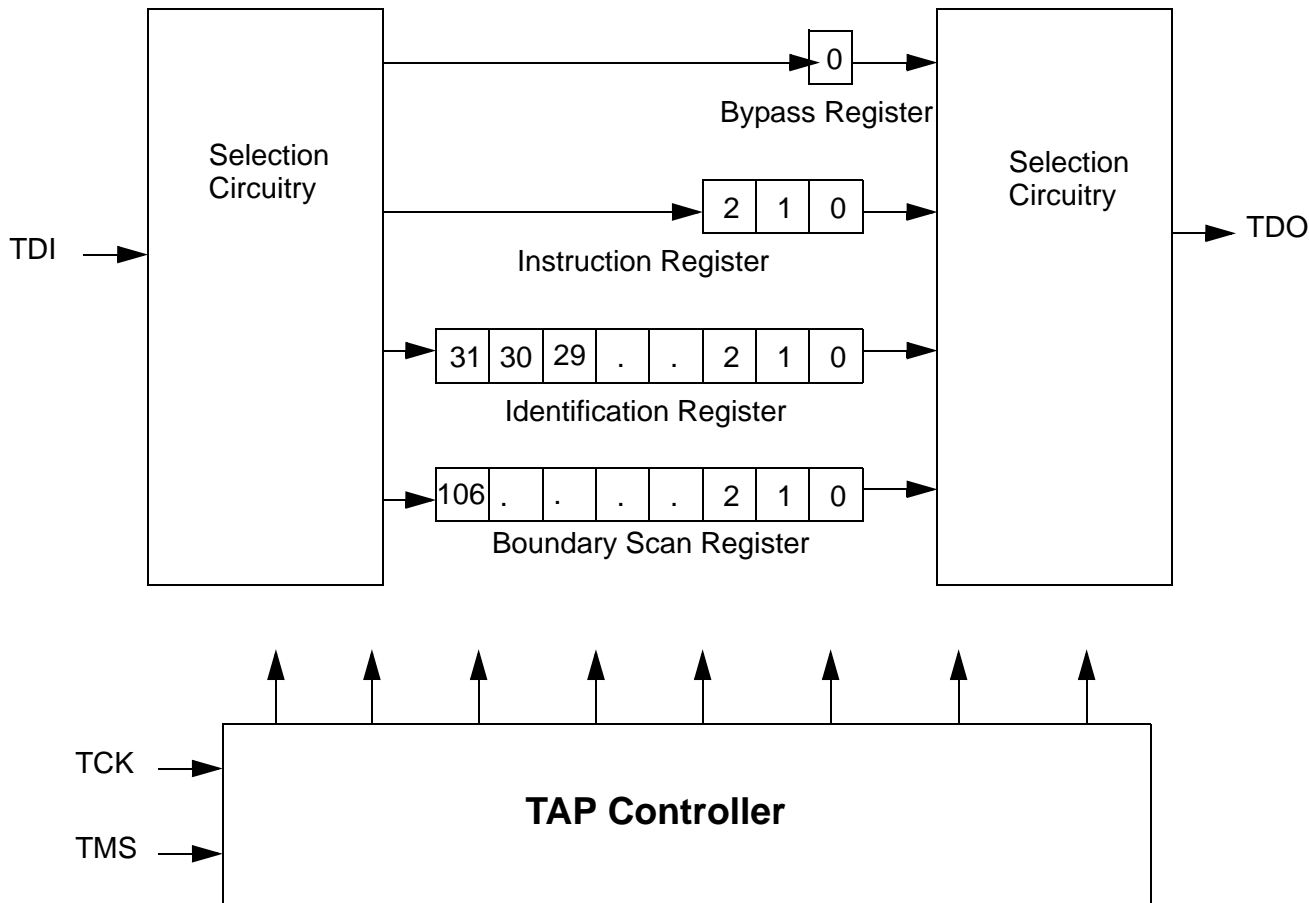 0
Bypass Register
Selection
Circuitry
Selection
Circuitry
2 1 0
TDI
TDO
Instruction Register
31 30 29 . . 2 1 0
Identification Register
106 . . . . 2 1 0
Boundary Scan Register
TCK
TAP Controller
TMS